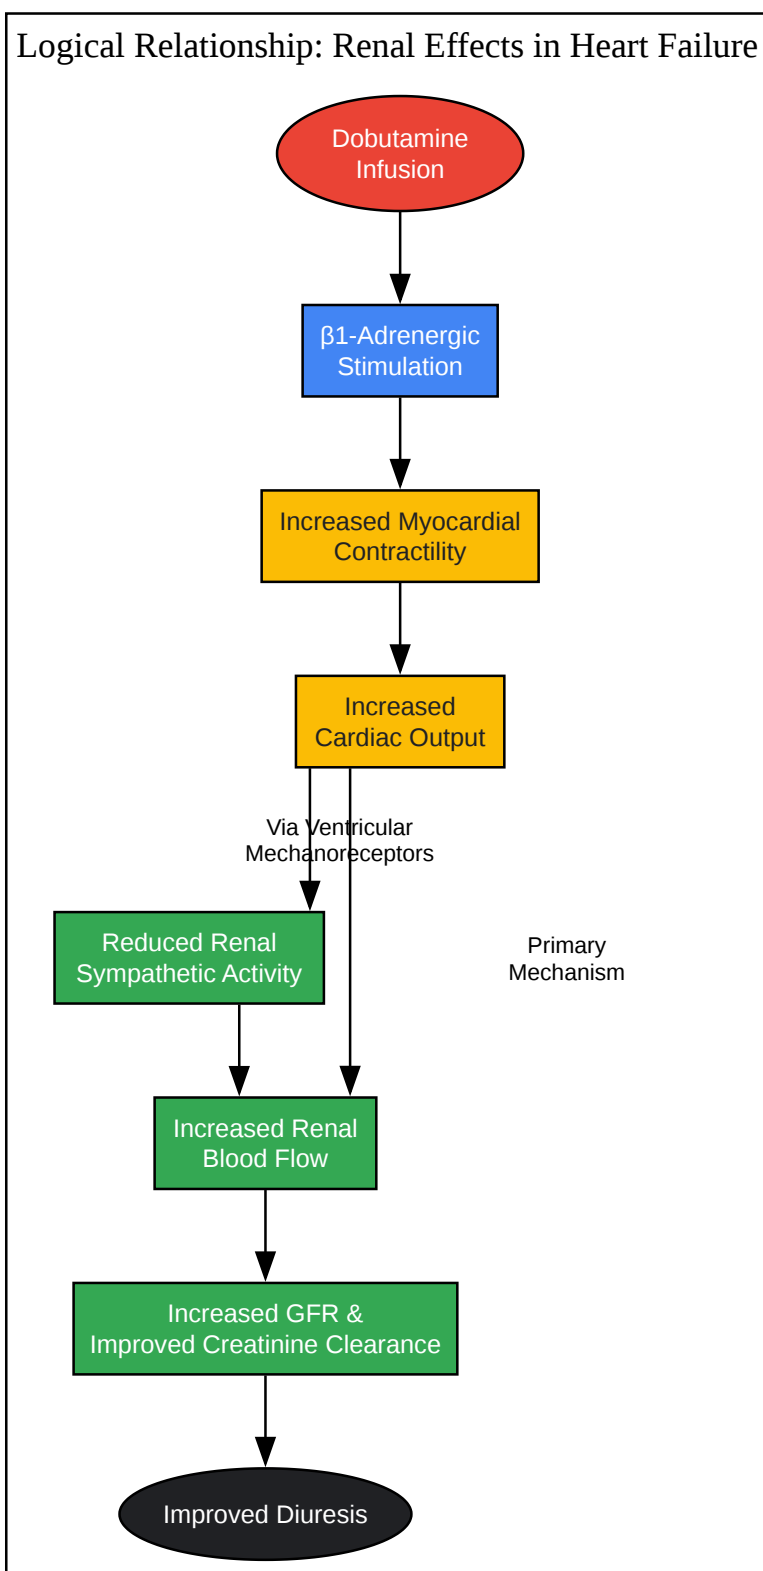 Logical Relationship: Renal Effects in Heart Failure
Dobutamine
Infusion
β1-Adrenergic
Stimulation
Increased Myocardial
Contractility
Increased
Cardiac Output
Via Ventricular
Mechanoreceptors
Reduced Renal
Sympathetic Activity
Primary
Mechanism
Increased Renal
Blood Flow
Increased GFR &
Improved Creatinine Clearance
Improved Diuresis